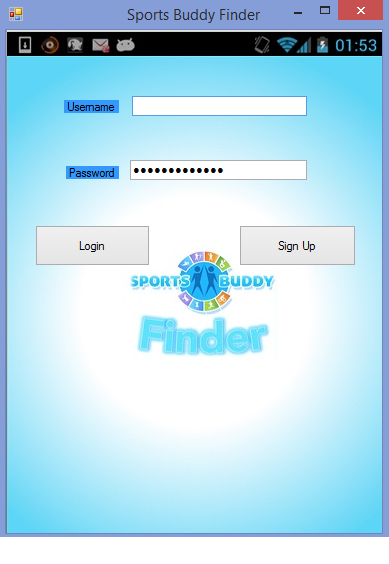 Sports Buddy Finder
01:53
Username
Password •••••••••••••
Login Sign Up
SPORTS BUDDY
Finder